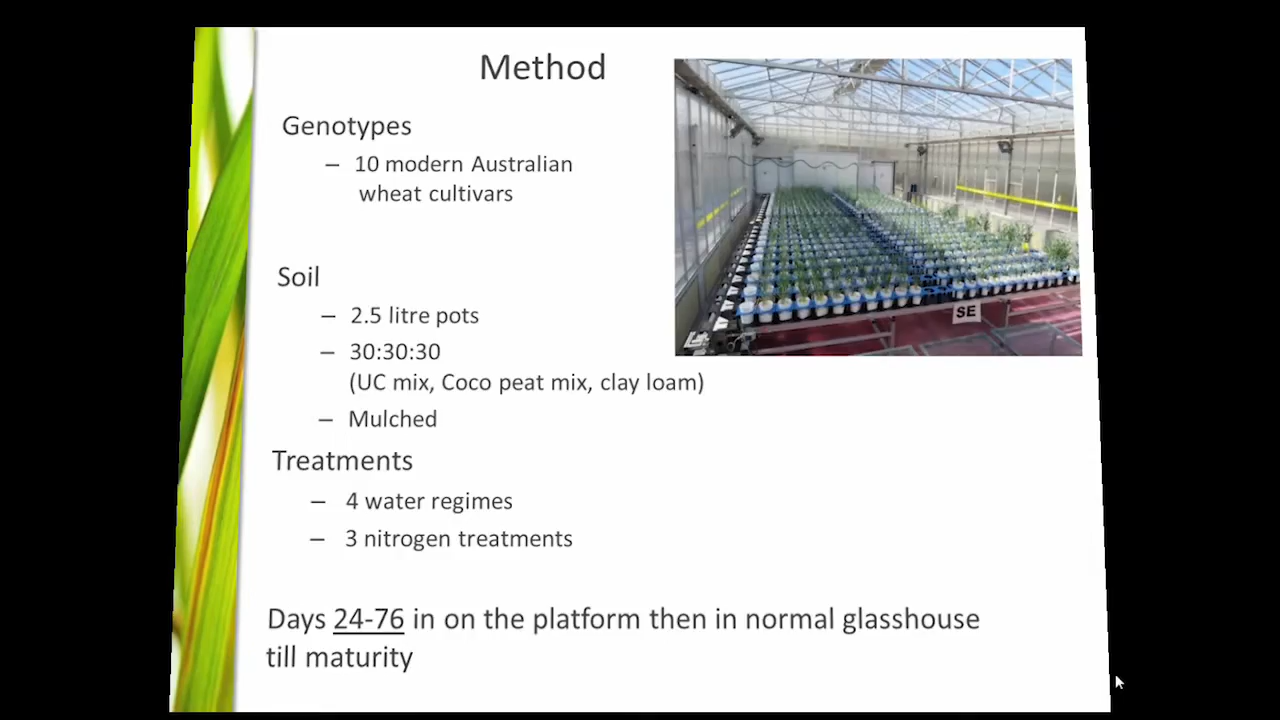 Method
Genotypes
– 10 modern Australian
wheat cultivars
Soil
– 2.5 litre pots
– 30:30:30
(UC mix, Coco peat mix, clay loam)
– Mulched
Treatments
– 4 water regimes
– 3 nitrogen treatments
Days 24-76 in on the platform then in normal glasshouse
till maturity
SE